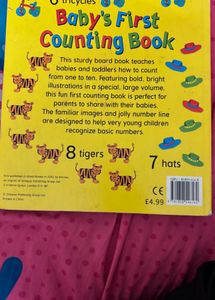 6 tricycles
Baby's First
Counting Book
This sturdy board book teaches
babies and toddlers how to count
from one to ten. Featuring bold, bright
illustrations in a special, large volume,
this fun first counting book is perfect for
parents to share with their babies.
The familiar images and jolly number line
are designed to help very young children
recognize basic numbers.
8 tigers
7 hats
CE
£4.99